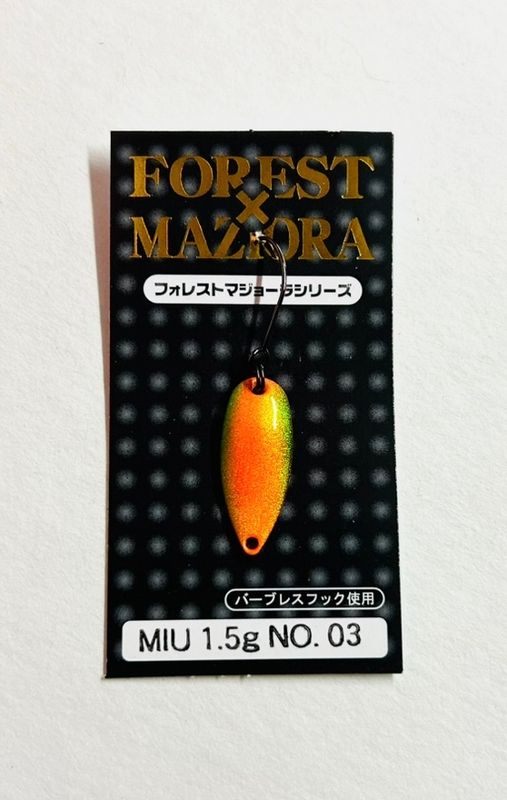 FOREST
×
MAZIORA
フォレストマジョーラシリーズ
バーブレスフック使用
MIU 1.5g NO. 03